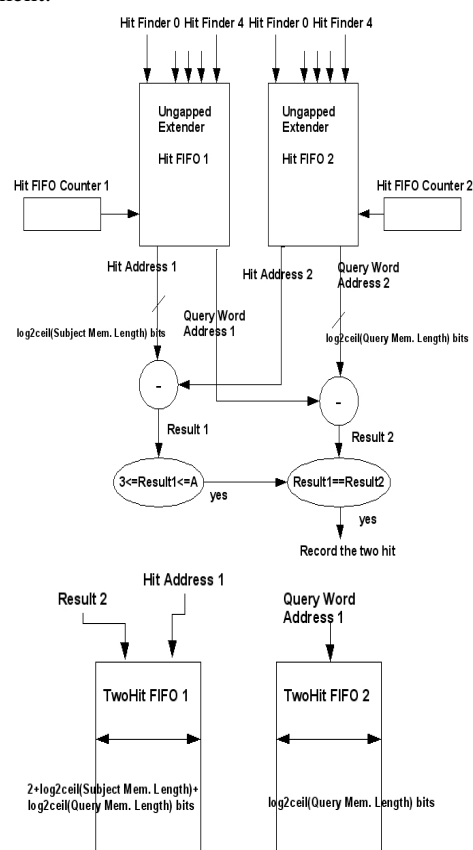 nent.
Hit Finder 0 Hit Finder 4 Hit Finder 0 Hit Finder 4
Ungapped
Extender
Hit FIFO 1
Ungapped
Extender
Hit FIFO 2
Hit FIFO Counter 1
Hit FIFO Counter 2
Hit Address 1
Hit Address 2
Query Word
Address 2
Query Word
Address 1
log2ceil(Subject Mem. Length) bits
log2ceil(Query Mem. Length) bits
-
-
Result 1
Result 2
3<=Result1<=A
yes
Result1==Result2
yes
Record the two hit
Hit Address 1
Result 2
Query Word
Address 1
TwoHit FIFO 1
TwoHit FIFO 2
2+log2ceil(Subject Mem. Length)+
log2ceil(Query Mem. Length) bits
log2ceil(Query Mem. Length) bits